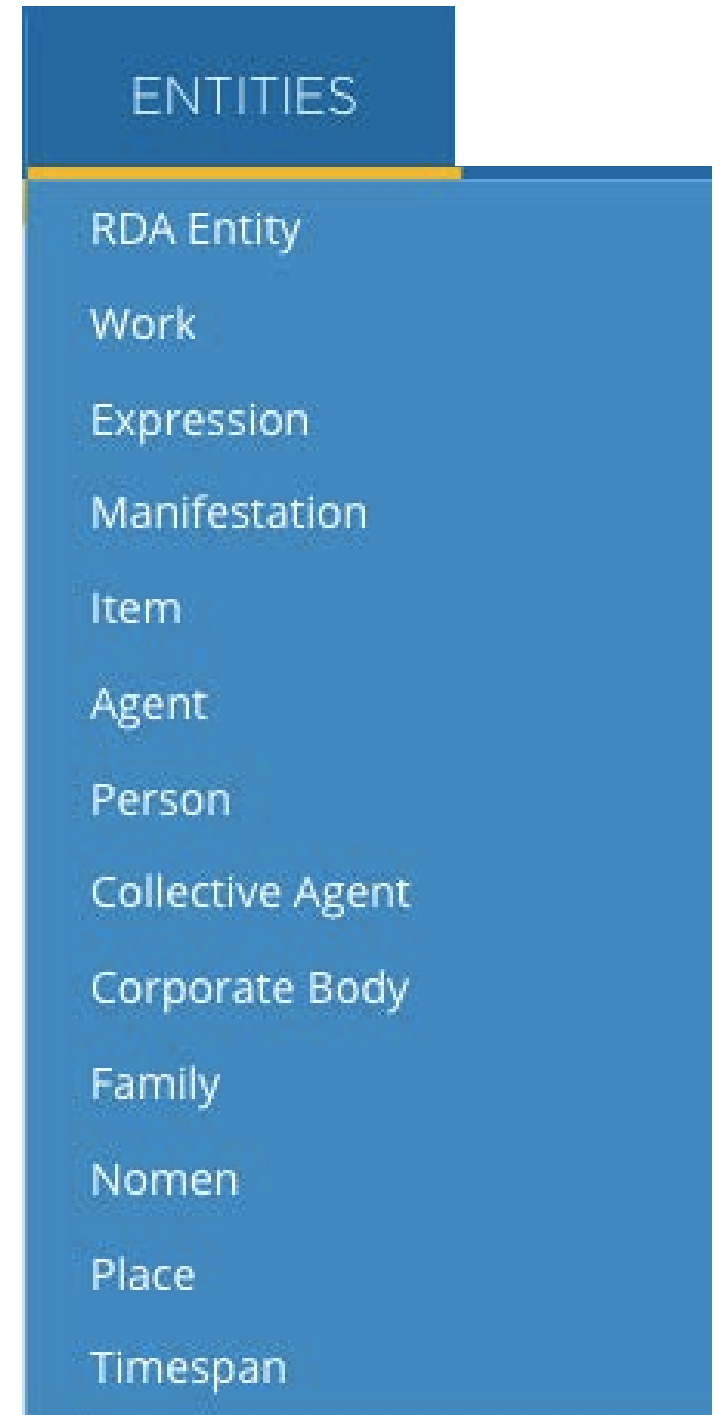 ENTITIES
RDA Entity
Work
Expression
Manifestation
Item
Agent
Person
Collective Agent
Corporate Body
Family
Nomen
Place
Timespan